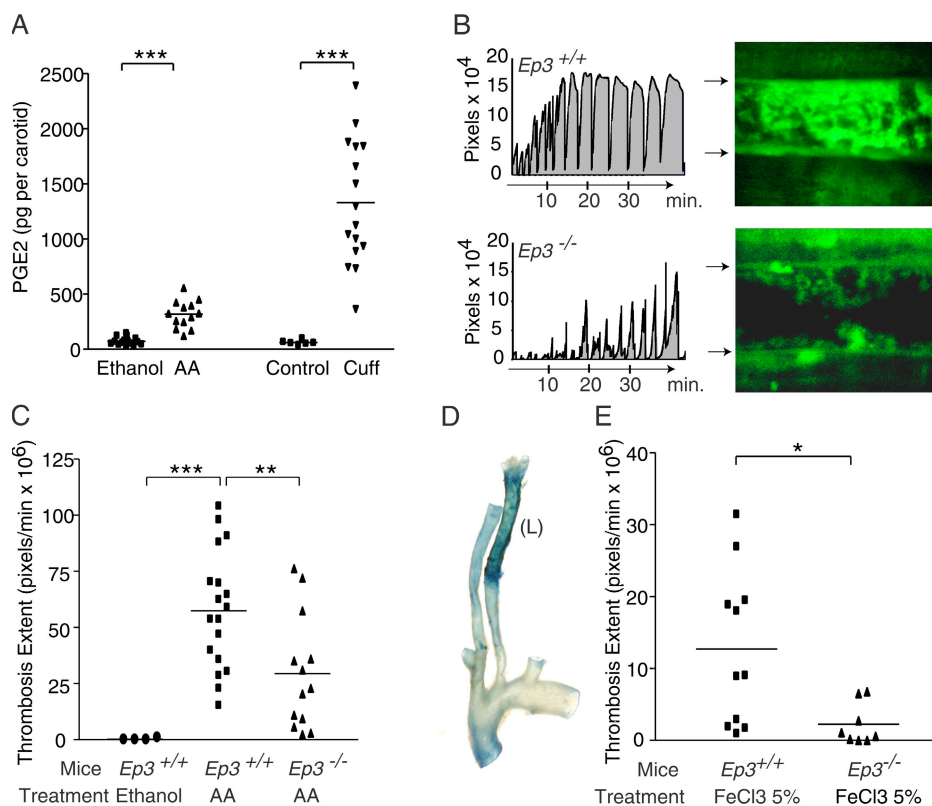 A
***
***
PGE2 (pg per carotid)
2500
2000
1500
1000
500
0
Ethanol AA Control Cuff
B
Ep3 +/+
Pixels x 10⁴
20
15
10
5
0
10 20 30 min.
Ep3 -/-
Pixels x 10⁴
20
15
10
5
0
10 20 30 min.
C
Thrombosis Extent (pixels/min x 10⁶)
125
100
75
50
25
0
***
**
Mice Ep3 +/+ Ep3 +/+ Ep3 -/-
Treatment Ethanol AA AA
D
(L)
E
Thrombosis Extent (pixels/min x 10⁶)
40
30
20
10
0
*
Mice Ep3+/+ Ep3-/-
Treatment FeCl3 5% FeCl3 5%